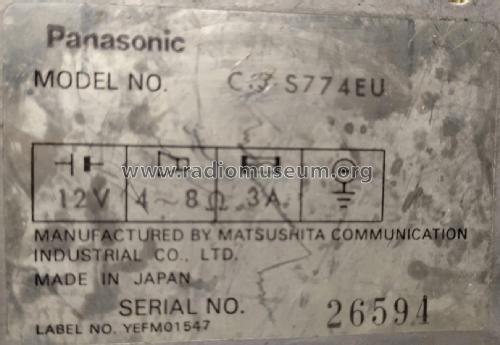 Panasonic
MODEL NO. S774EU
www.radiomuseum.org
12V 4~8Ω 3A
MANUFACTURED BY MATSUSHITA COMMUNICATION
INDUSTRIAL CO., LTD.
MADE IN JAPAN
SERIAL NO. 26594
LABEL NO. YEFM01547